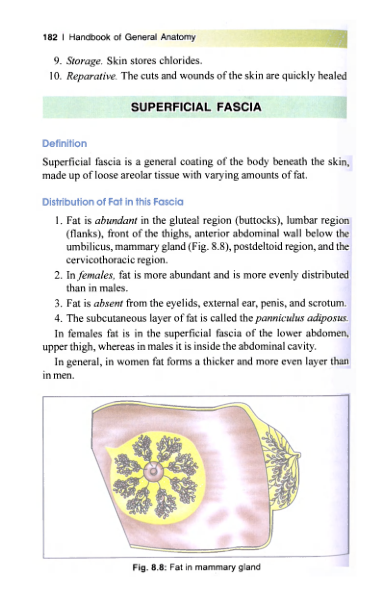 182 | Handbook of General Anatomy
9. Storage. Skin stores chlorides.
10. Reparative. The cuts and wounds of the skin are quickly healed
SUPERFICIAL FASCIA
Definition
Superficial fascia is a general coating of the body beneath the skin,
made up of loose areolar tissue with varying amounts of fat.
Distribution of Fat in this Fascia
1. Fat is abundant in the gluteal region (buttocks), lumbar region
(flanks), front of the thighs, anterior abdominal wall below the
umbilicus, mammary gland (Fig. 8.8), postdeltoid region, and the
cervicothoracic region.
2. In females, fat is more abundant and is more evenly distributed
than in males.
3. Fat is absent from the eyelids, external ear, penis, and scrotum.
4. The subcutaneous layer of fat is called the panniculus adiposus.
In females fat is in the superficial fascia of the lower abdomen,
upper thigh, whereas in males it is inside the abdominal cavity.
In general, in women fat forms a thicker and more even layer than
in men.
Fig. 8.8: Fat in mammary gland